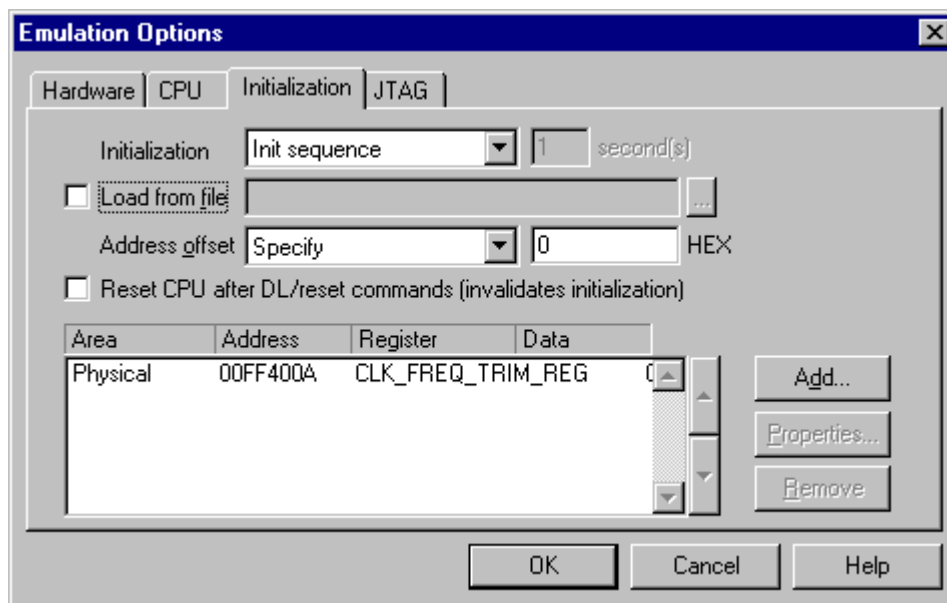 Emulation Options
Hardware CPU Initialization JTAG
Initialization Init sequence 1 second(s)
Load from file ...
Address offset Specify 0 HEX
Reset CPU after DL/reset commands (invalidates initialization)
Area Address Register Data
Physical 00FF400A CLK_FREQ_TRIM_REG
Add...
Properties...
Remove
OK Cancel Help